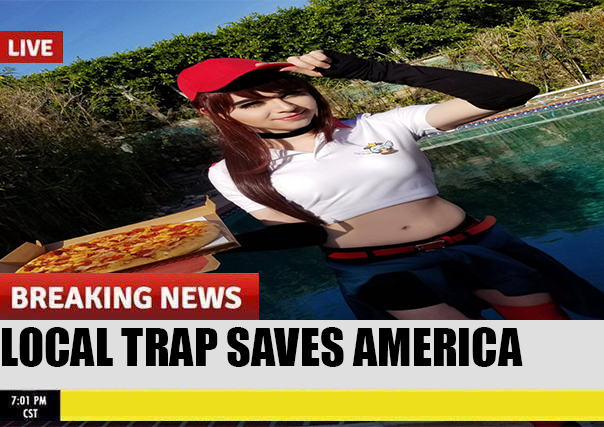 LIVE
BREAKING NEWS
LOCAL TRAP SAVES AMERICA
7:01 PM
CST